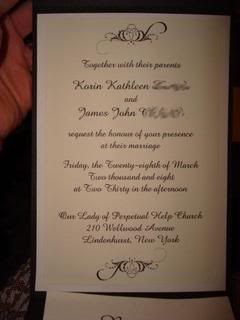 Together with their parents
Korin Kathleen
and
James John
request the honour of your presence
at their marriage
Friday, the Twenty-eighth of March
Two thousand and eight
at Two Thirty in the afternoon
Our Lady of Perpetual Help Church
210 Wellwood Avenue
Lindenhurst, New York